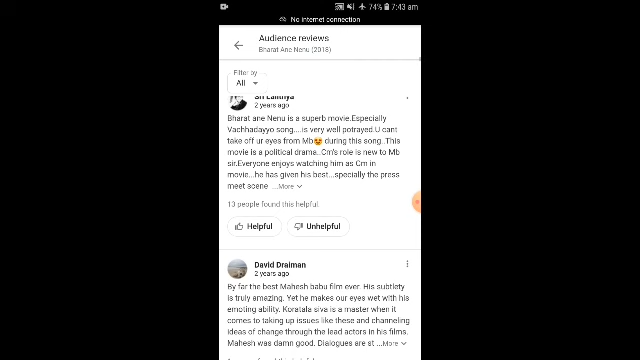 74% 7:43 am
No internet connection
Audience reviews
Bharat Ane Nenu (2018)
Filter by
All
Sri Lalithya
2 years ago
Bharat ane Nenu is a superb movie.Especially
Vachhadayyo song....is very well potrayed.U cant
take off ur eyes from Mb😍 during this song..This
movie is a political drama..Cm's role is new to Mb
sir.Everyone enjoys watching him as Cm in
movie...he has given his best...specially the press
meet scene ...More
13 people found this helpful.
Helpful Unhelpful
David Draiman
2 years ago
By far the best Mahesh babu film ever. His subtlety
is truly amazing. Yet he makes our eyes wet with his
emoting ability. Koratala siva is a master when it
comes to taking up issues like these and channeling
ideas of change through the lead actors in his films.
Mahesh was damn good. Dialogues are st ...More